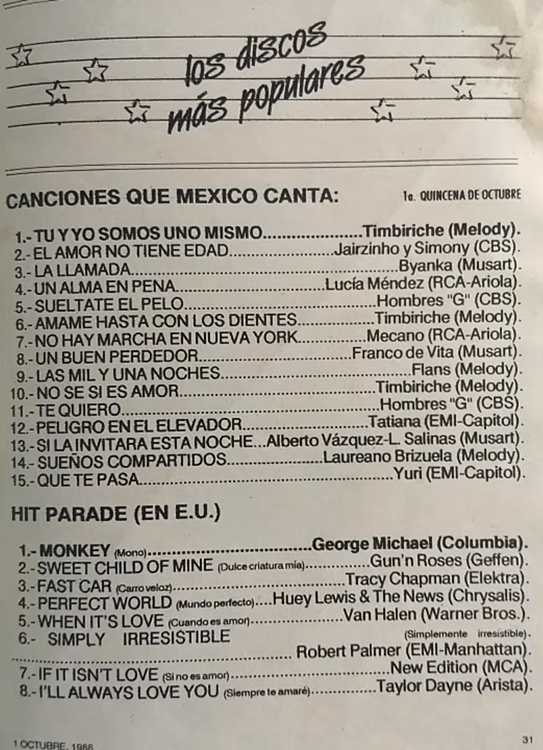 los discos
más populares
CANCIONES QUE MEXICO CANTA: 1a. QUINCENA DE OCTUBRE
1.- TU Y YO SOMOS UNO MISMO....................Timbiriche (Melody).
2.- EL AMOR NO TIENE EDAD.....................Jairzinho y Simony (CBS).
3.- LA LLAMADA.....................................................Byanka (Musart).
4.- UN ALMA EN PENA.............................Lucía Méndez (RCA-Ariola).
5.- SUELTATE EL PELO.......................................Hombres "G" (CBS).
6.- AMAME HASTA CON LOS DIENTES................Timbiriche (Melody).
7.- NO HAY MARCHA EN NUEVA YORK..............Mecano (RCA-Ariola).
8.- UN BUEN PERDEDOR..............................Franco de Vita (Musart).
9.- LAS MIL Y UNA NOCHES.....................................Flans (Melody).
10.- NO SE SI ES AMOR........................................Timbiriche (Melody).
11.- TE QUIERO....................................................Hombres "G" (CBS).
12.- PELIGRO EN EL ELEVADOR......................Tatiana (EMI-Capitol).
13.- SI LA INVITARA ESTA NOCHE...Alberto Vázquez-L. Salinas (Musart).
14.- SUEÑOS COMPARTIDOS...................Laureano Brizuela (Melody).
15.- QUE TE PASA....................................................Yuri (EMI-Capitol).
HIT PARADE (EN E.U.)
1.- MONKEY (Mono)..................................George Michael (Columbia).
2.- SWEET CHILD OF MINE (Dulce criatura mía)..............Gun'n Roses (Geffen).
3.- FAST CAR (Carro veloz).....................................Tracy Chapman (Elektra).
4.- PERFECT WORLD (Mundo perfecto)....Huey Lewis & The News (Chrysalis).
5.- WHEN IT'S LOVE (Cuando es amor)....................Van Halen (Warner Bros.).
6.- SIMPLY IRRESISTIBLE (Simplemente irresistible).
..........................................................Robert Palmer (EMI-Manhattan).
7.- IF IT ISN'T LOVE (Si no es amor).................................New Edition (MCA).
8.- I'LL ALWAYS LOVE YOU (Siempre te amaré)..............Taylor Dayne (Arista).
1 OCTUBRE, 1988 31